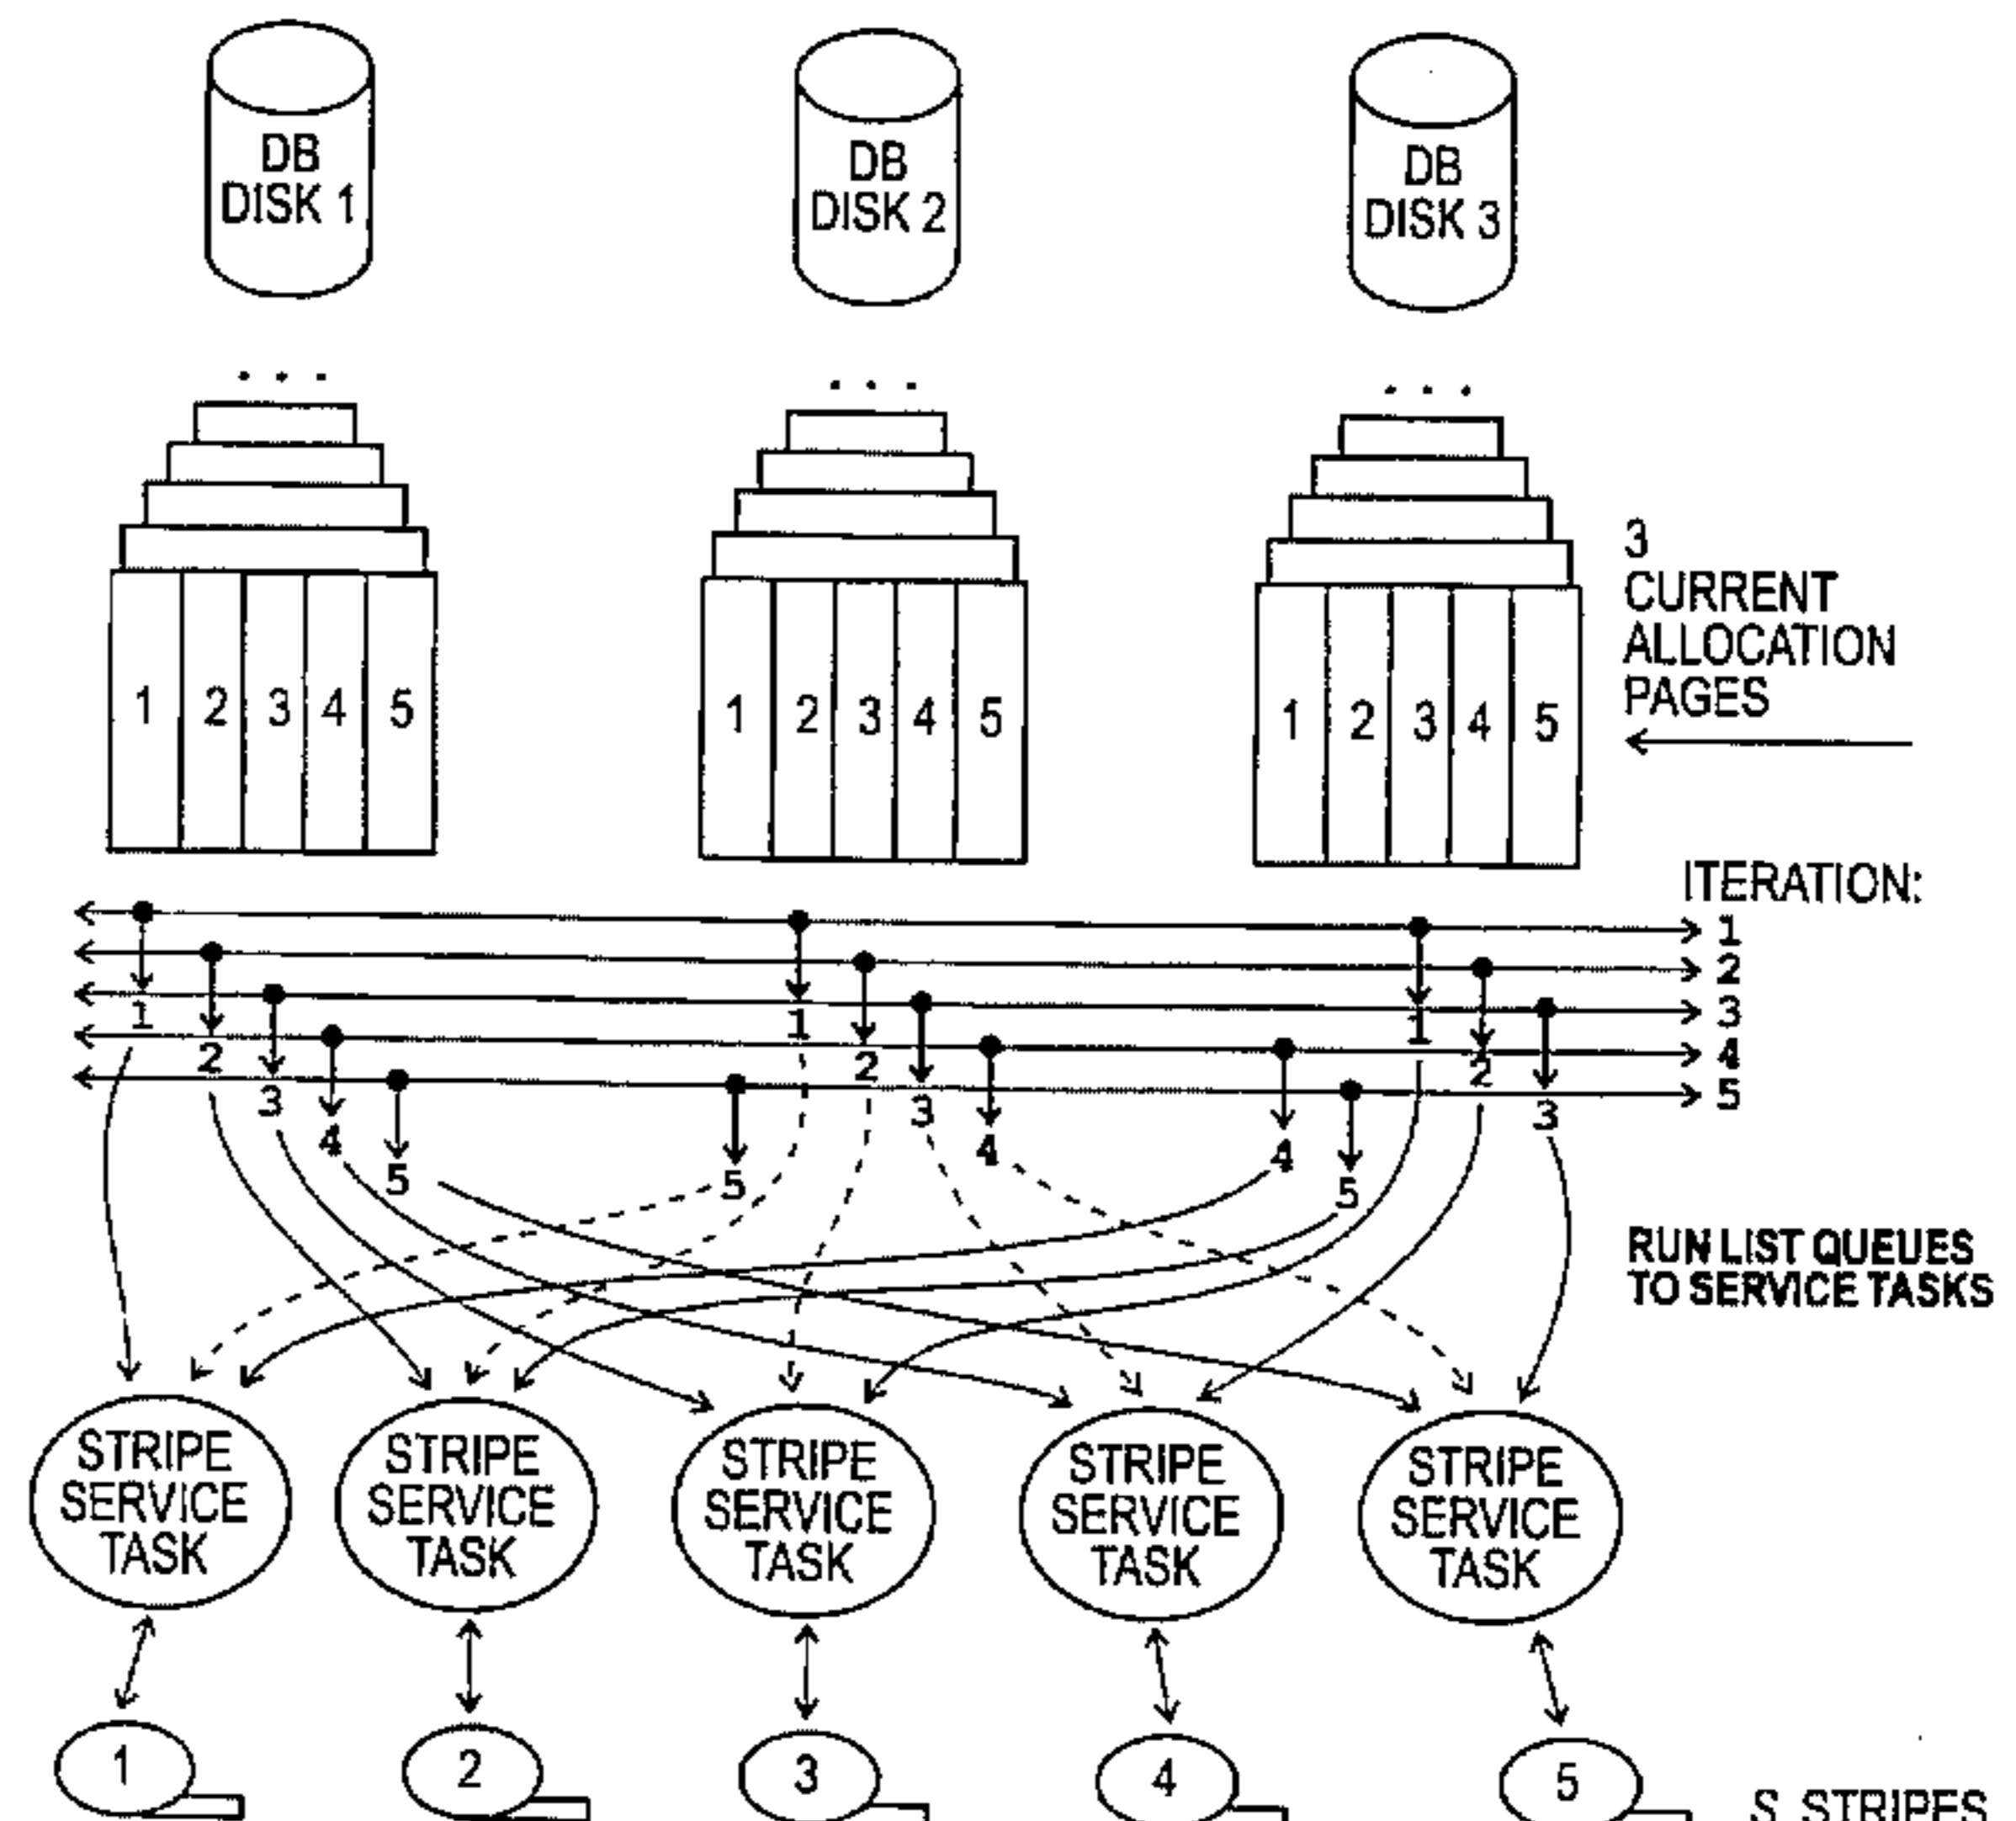 DB
DISK 1
DB
DISK 2
DB
DISK 3
. . .
. . .
. . .
3
CURRENT
ALLOCATION
PAGES
1 2 3 4 5
1 2 3 4 5
1 2 3 4 5
ITERATION:
1
2
3
4
5
1
2
3
4
5
1
2
3
4
5
1
2
3
4
5
RUN LIST QUEUES
TO SERVICE TASKS
STRIPE
SERVICE
TASK
STRIPE
SERVICE
TASK
STRIPE
SERVICE
TASK
STRIPE
SERVICE
TASK
STRIPE
SERVICE
TASK
1
2
3
4
5
S STRIPES